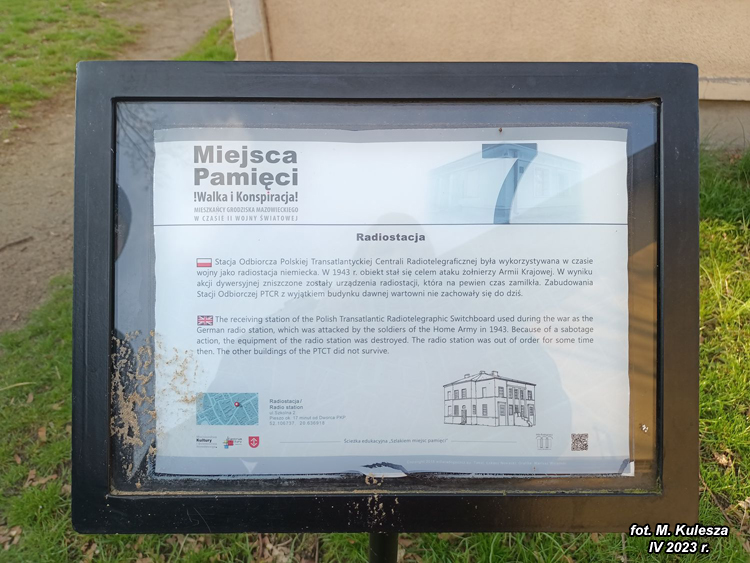 Miejsca
Pamięci
!Walka i Konspiracja!
MIESZKAŃCY GRODZISKA MAZOWIECKIEGO
W CZASIE II WOJNY ŚWIATOWEJ
7
Radiostacja
Stacja Odbiorcza Polskiej Transatlantyckiej Centrali Radiotelegraficznej była wykorzystywana w czasie
wojny jako radiostacja niemiecka. W 1943 r. obiekt stał się celem ataku żołnierzy Armii Krajowej. W wyniku
akcji dywersyjnej zniszczone zostały urządzenia radiostacji, która na pewien czas zamilkła. Zabudowania
Stacji Odbiorczej PTCR z wyjątkiem budynku dawnej wartowni nie zachowały się do dziś.
The receiving station of the Polish Transatlantic Radiotelegraphic Switchboard used during the war as the
German radio station, which was attacked by the soldiers of the Home Army in 1943. Because of a sabotage
action, the equipment of the radio station was destroyed. The radio station was out of order for some time
then. The other buildings of the PTCT did not survive.
Radiostacja/
Radio station
Kultury
Ścieżka edukacyjna „Szlakiem miejsc pamięci"
fot. M. Kulesza
IV 2023 r.